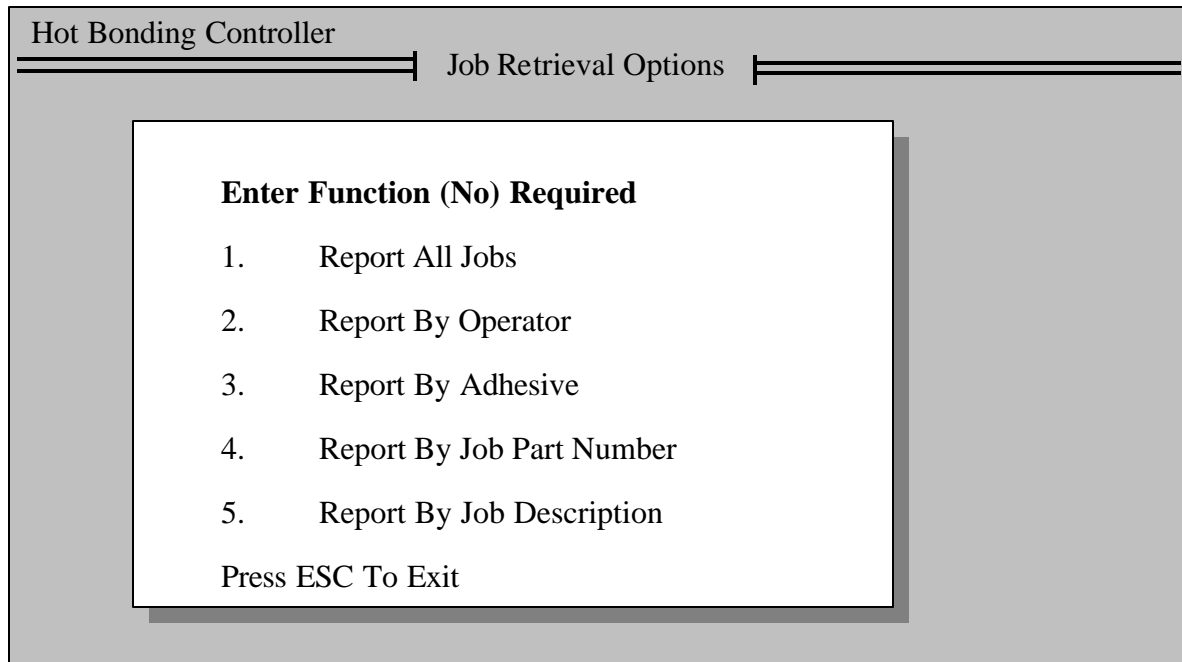 Hot Bonding Controller
Job Retrieval Options
Enter Function (No) Required
1. Report All Jobs
2. Report By Operator
3. Report By Adhesive
4. Report By Job Part Number
5. Report By Job Description
Press ESC To Exit